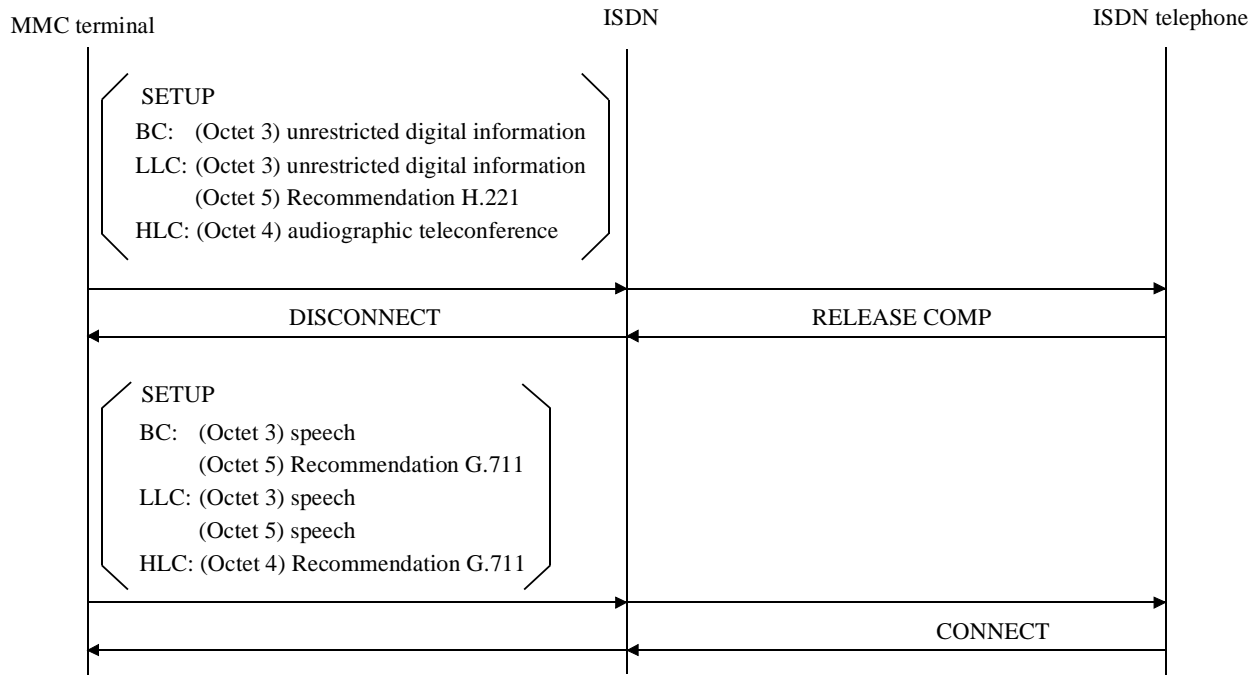 MMC terminal
ISDN
ISDN telephone
SETUP
BC: (Octet 3) unrestricted digital information
LLC: (Octet 3) unrestricted digital information
(Octet 5) Recommendation H.221
HLC: (Octet 4) audiographic teleconference
DISCONNECT
RELEASE COMP
SETUP
BC: (Octet 3) speech
(Octet 5) Recommendation G.711
LLC: (Octet 3) speech
(Octet 5) speech
HLC: (Octet 4) Recommendation G.711
CONNECT